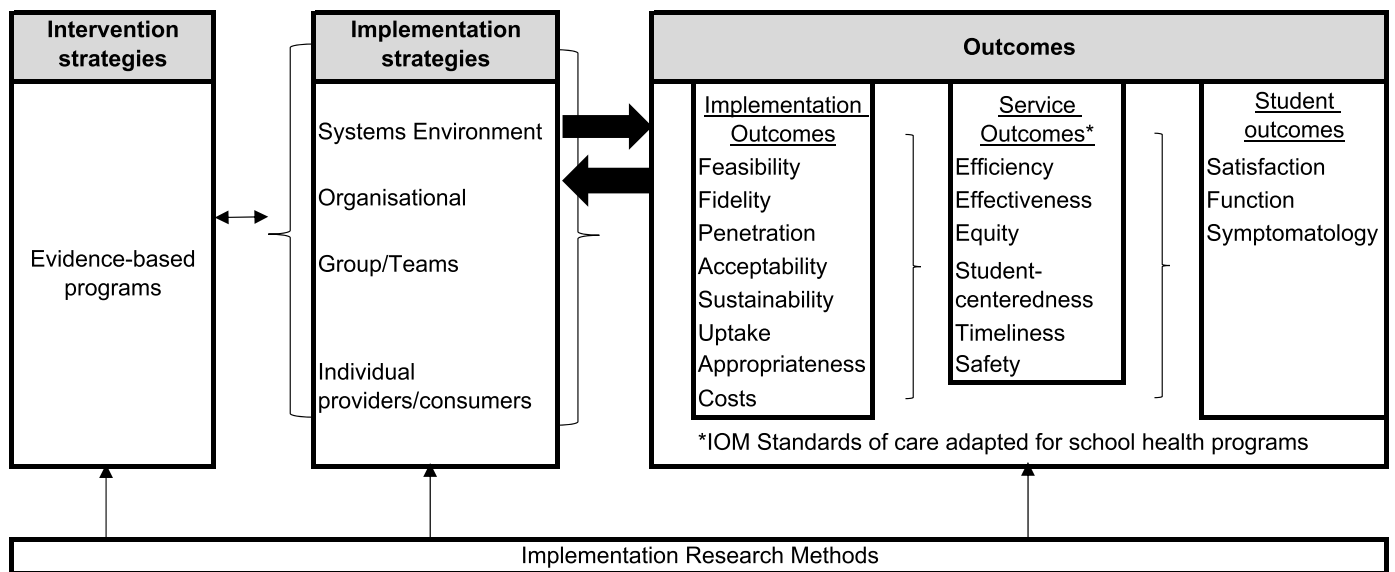 Intervention
strategies
Evidence-based
programs
Implementation
strategies
Systems Environment
Organisational
Group/Teams
Individual
providers/consumers
Outcomes
Implementation
Outcomes
Feasibility
Fidelity
Penetration
Acceptability
Sustainability
Uptake
Appropriateness
Costs
Service
Outcomes*
Efficiency
Effectiveness
Equity
Student-
centeredness
Timeliness
Safety
Student
outcomes
Satisfaction
Function
Symptomatology
*IOM Standards of care adapted for school health programs
Implementation Research Methods